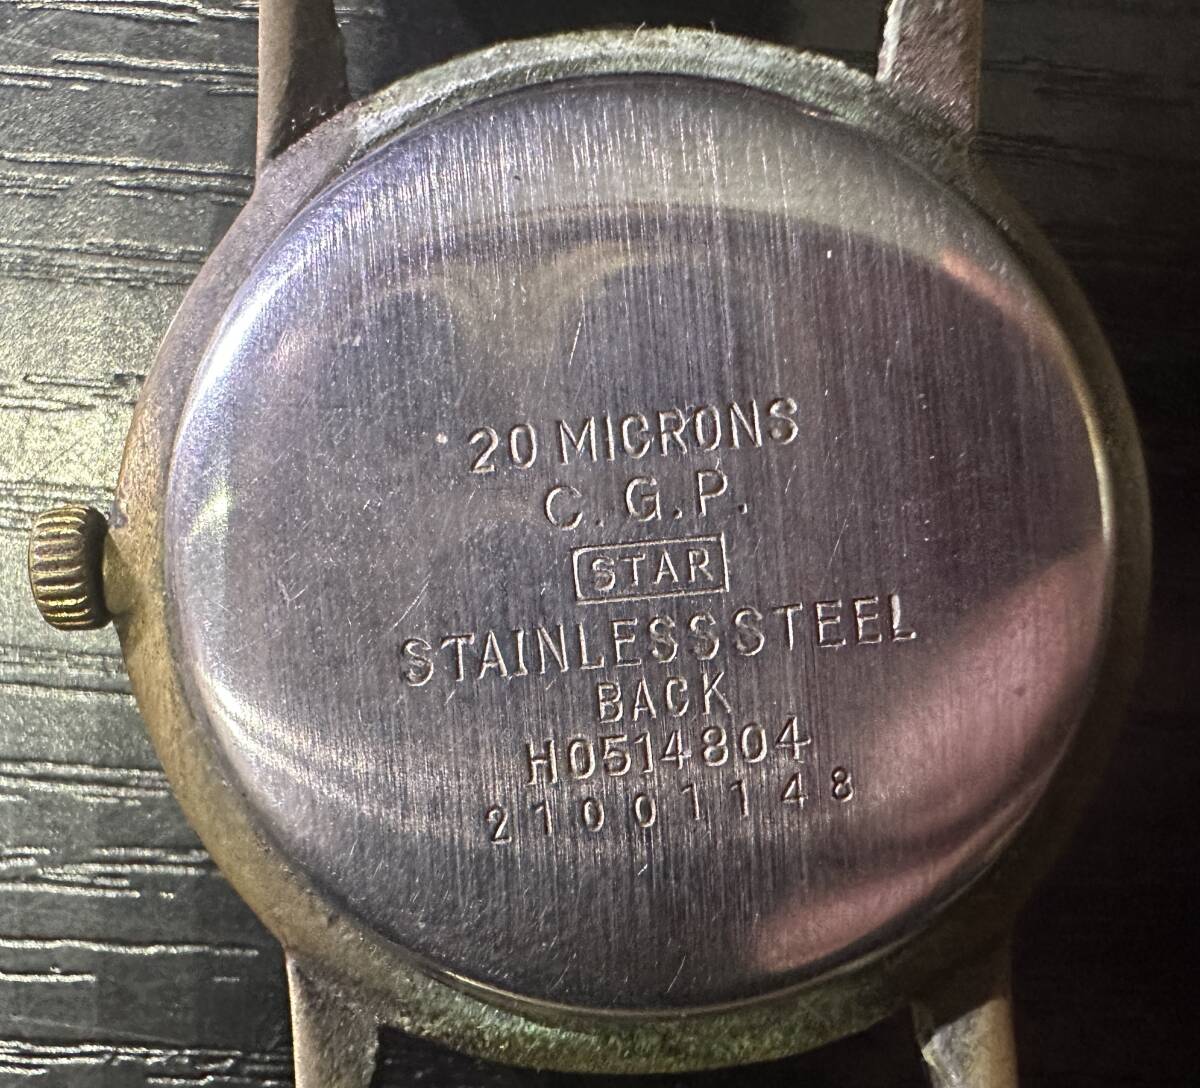 20 MICRONS
C.G.P.
STAR
STAINLESSSTEEL
BACK
H0514804
21001148